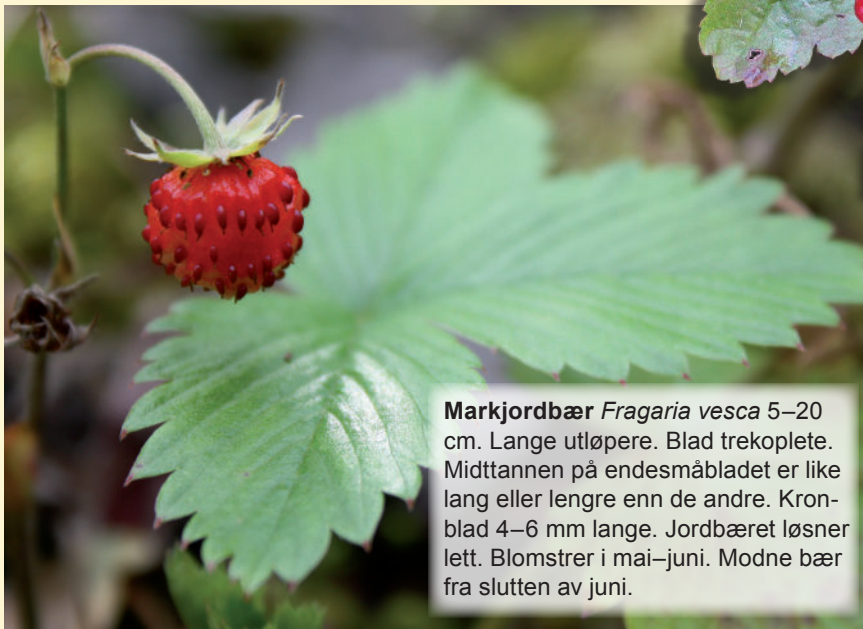 Markjordbær Fragaria vesca 5–20
cm. Lange utløpere. Blad trekoplete.
Midttannen på endesmåbladet er like
lang eller lengre enn de andre. Kron-
blad 4–6 mm lange. Jordbæret løsner
lett. Blomstrer i mai–juni. Modne bær
fra slutten av juni.